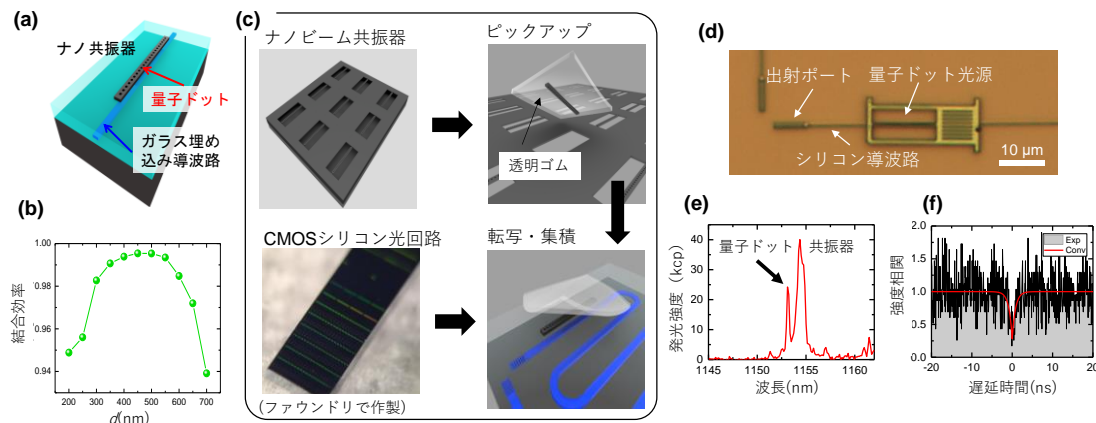 (a)
ナノ共振器
量子ドット
ガラス埋め
込み導波路
(b)
1.00
0.98
0.96
0.94
結合効率
200 300 400 500 600 700
d(nm)
(c)
ナノビーム共振器
ピックアップ
透明ゴム
CMOSシリコン光回路
転写・集積
(ファウンドリで作製)
(d)
出射ポート
量子ドット光源
シリコン導波路
10 µm
(e)
50
40
30
20
10
0
発光強度 (kcp)
量子ドット
共振器
1145 1150 1155 1160
波長(nm)
(f)
2.0
1.5
1.0
0.5
0.0
強度相関
Exp
Conv
-20 -10 0 10 20
遅延時間(ns)